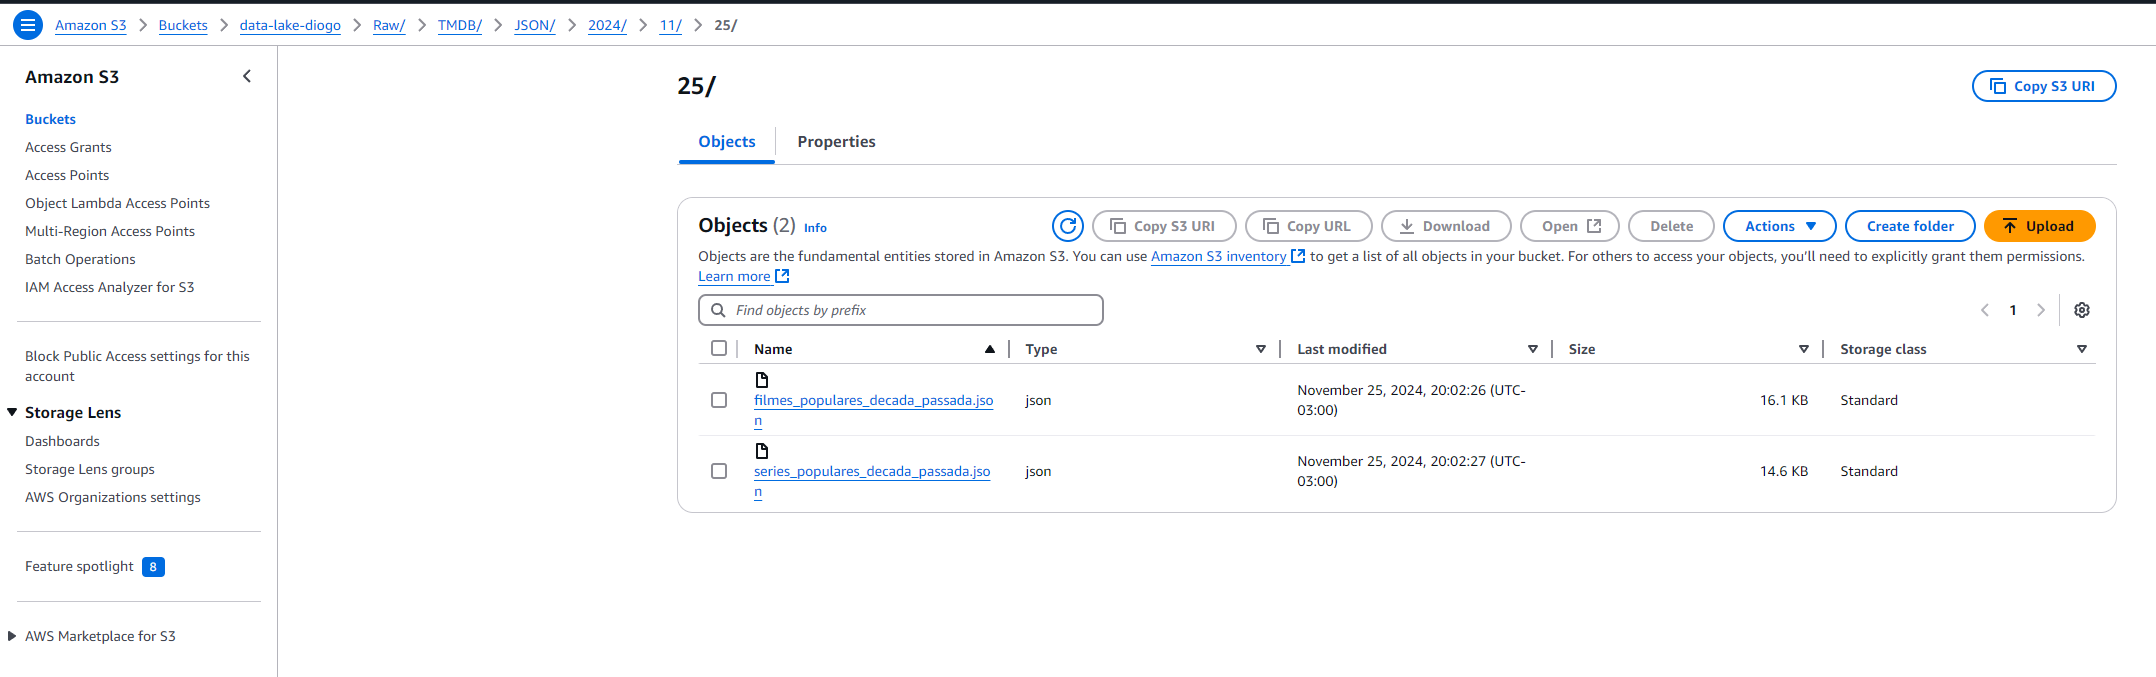 Amazon S3 > Buckets > data-lake-diogo > Raw/ > TMDB/ > JSON/ > 2024/ > 11/ > 25/
Amazon S3
Buckets
Access Grants
Access Points
Object Lambda Access Points
Multi-Region Access Points
Batch Operations
IAM Access Analyzer for S3
Block Public Access settings for this
account
Storage Lens
Dashboards
Storage Lens groups
AWS Organizations settings
Feature spotlight 8
AWS Marketplace for S3
25/
Copy S3 URI
Objects Properties
Objects (2) Info
Copy S3 URI Copy URL Download Open Delete Actions Create folder Upload
Objects are the fundamental entities stored in Amazon S3. You can use Amazon S3 inventory to get a list of all objects in your bucket. For others to access your objects, you'll need to explicitly grant them permissions.
Learn more
Find objects by prefix
1
Name Type Last modified Size Storage class
filmes_populares_decada_passada.jso json November 25, 2024, 20:02:26 (UTC- 16.1 KB Standard
n 03:00)
series_populares_decada_passada.jso json November 25, 2024, 20:02:27 (UTC- 14.6 KB Standard
n 03:00)